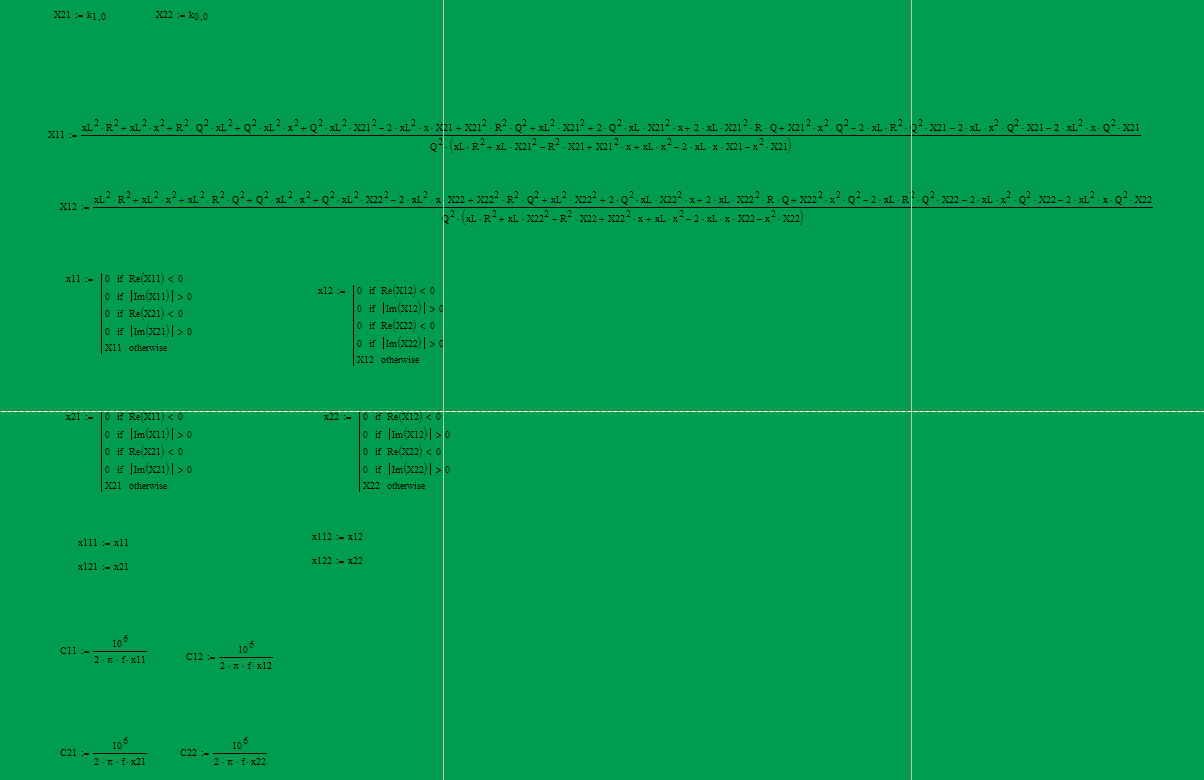 X21 := k₁,₀ X22 := k₀,₀
X11 := (xL²·R² + xL²·x² + R²·Q²·xL² + Q²·xL²·x² + Q²·xL²·X21² − 2·xL²·x·X21 + X21²·R²·Q² + xL²·X21² + 2·Q²·xL·X21²·x + 2·xL·X21²·R·Q + X21²·x²·Q² − 2·xL·R²·Q²·X21 − 2·xL·x²·Q²·X21 − 2·xL²·x·Q²·X21
Q²·(xL·R² + xL·X21² − R²·X21 + X21²·x + xL·x² − 2·xL·x·X21 − x²·X21)
X12 := xL²·R² + xL²·x² + xL²·R²·Q² + Q²·xL²·x² + Q²·xL²·X22² − 2·xL²·x·X22 + X22²·R²·Q² + xL²·X22² + 2·Q²·xL·X22²·x + 2·xL·X22²·R·Q + X22²·x²·Q² − 2·xL·R²·Q²·X22 − 2·xL·x²·Q²·X22 − 2·xL²·x·Q²·X22
Q²·(xL·R² + xL·X22² − R²·X22 + X22²·x + xL·x² − 2·xL·x·X22 − x²·X22)
x11 := 0 if Re(X11) < 0
0 if |Im(X11)| > 0
0 if Re(X21) < 0
0 if |Im(X21)| > 0
X11 otherwise
x12 := 0 if Re(X12) < 0
0 if |Im(X12)| > 0
0 if Re(X22) < 0
0 if |Im(X22)| > 0
X12 otherwise
x21 := 0 if Re(X11) < 0
0 if |Im(X11)| > 0
0 if Re(X21) < 0
0 if |Im(X21)| > 0
X21 otherwise
x22 := 0 if Re(X12) < 0
0 if |Im(X12)| > 0
0 if Re(X22) < 0
0 if |Im(X22)| > 0
X22 otherwise
x111 := x11
x121 := x21
x112 := x12
x122 := x22
C11 := 10⁶
2·π·f·x11
C12 := 10⁶
2·π·f·x12
C21 := 10⁶
2·π·f·x21
C22 := 10⁶
2·π·f·x22